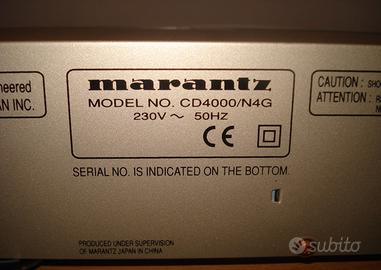 marantz
MODEL NO. CD4000/N4G
230V ~ 50HZ
CE
SERIAL NO. IS INDICATED ON THE BOTTOM.
PRODUCED UNDER SUPERVISION
OF MARANTZ JAPAN IN CHINA
AN INC.
CAUTION :
ATTENTION :
subito